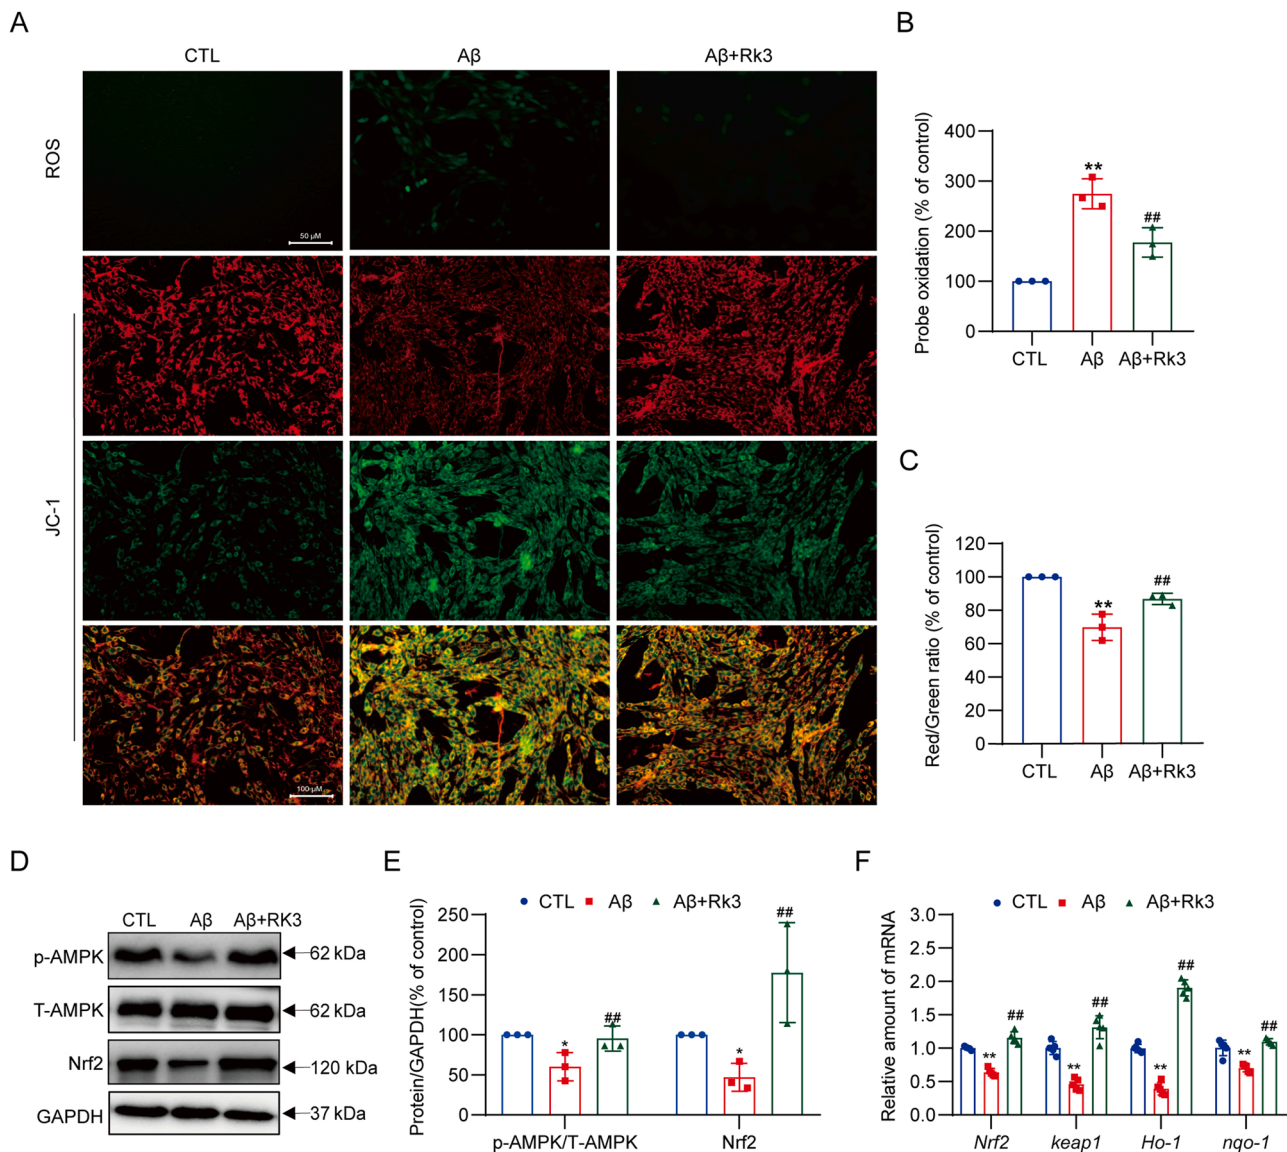 A
CTL
Aβ
Aβ+Rk3
ROS
50 μM
JC-1
100 μM
B
Probe oxidation (% of control)
400
300
200
100
0
**
##
CTL
Aβ
Aβ+Rk3
C
Red/Green ratio (% of control)
120
100
80
60
40
20
0
**
##
CTL
Aβ
Aβ+Rk3
D
CTL
Aβ
Aβ+RK3
p-AMPK
62 kDa
T-AMPK
62 kDa
Nrf2
120 kDa
GAPDH
37 kDa
E
CTL
Aβ
Aβ+Rk3
Protein/GAPDH(% of control)
250
200
150
100
50
0
*
##
*
##
p-AMPK/T-AMPK
Nrf2
F
CTL
Aβ
Aβ+Rk3
Relative amount of mRNA
3.0
2.5
2.0
1.5
1.0
0.5
0.0
**
##
**
##
**
##
**
##
Nrf2
keap1
Ho-1
nqo-1